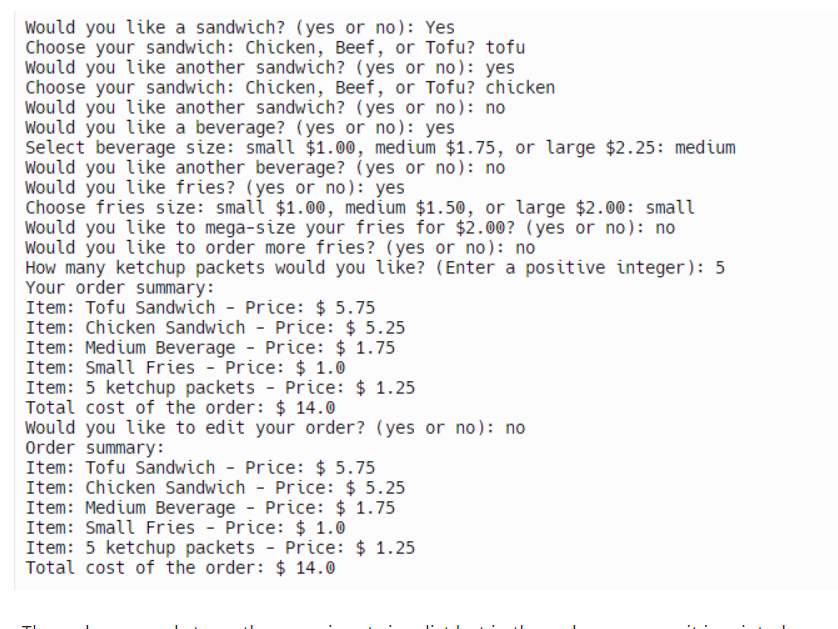 Would you like a sandwich? (yes or no): Yes
Choose your sandwich: Chicken, Beef, or Tofu? tofu
Would you like another sandwich? (yes or no): yes
Choose your sandwich: Chicken, Beef, or Tofu? chicken
Would you like another sandwich? (yes or no): no
Would you like a beverage? (yes or no): yes
Select beverage size: small $1.00, medium $1.75, or large $2.25: medium
Would you like another beverage? (yes or no): no
Would you like fries? (yes or no): yes
Choose fries size: small $1.00, medium $1.50, or large $2.00: small
Would you like to mega-size your fries for $2.00? (yes or no): no
Would you like to order more fries? (yes or no): no
How many ketchup packets would you like? (Enter a positive integer): 5
Your order summary:
Item: Tofu Sandwich - Price: $ 5.75
Item: Chicken Sandwich - Price: $ 5.25
Item: Medium Beverage - Price: $ 1.75
Item: Small Fries - Price: $ 1.0
Item: 5 ketchup packets - Price: $ 1.25
Total cost of the order: $ 14.0
Would you like to edit your order? (yes or no): no
Order summary:
Item: Tofu Sandwich - Price: $ 5.75
Item: Chicken Sandwich - Price: $ 5.25
Item: Medium Beverage - Price: $ 1.75
Item: Small Fries - Price: $ 1.0
Item: 5 ketchup packets - Price: $ 1.25
Total cost of the order: $ 14.0